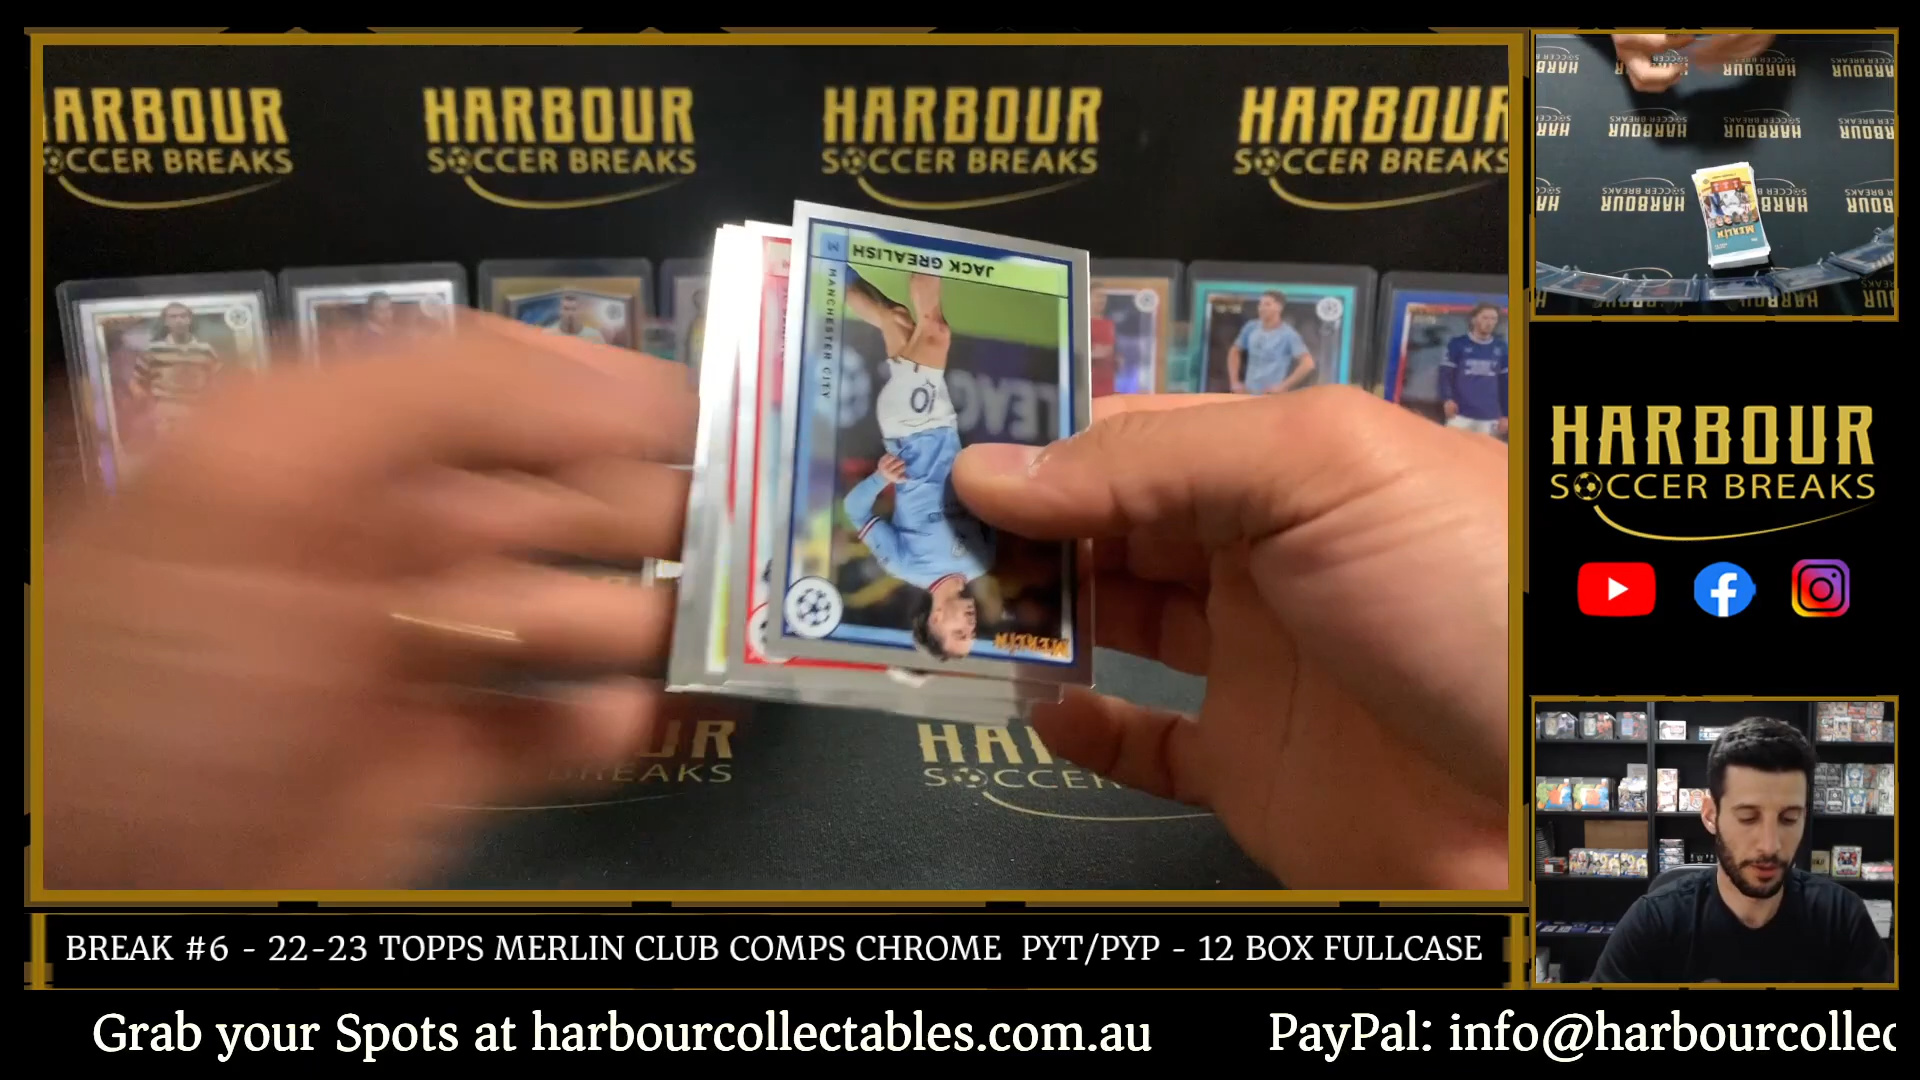 HARBOUR
SOCCER BREAKS
HARBOUR
SOCCER BREAKS
HARBOUR
SOCCER BREAKS
HARBOUR
SOCCER BREAKS
JACK GREALISH
M
MANCHESTER CITY
MERLIN
HARBOUR
SOCCER BREAKS
BREAK #6 - 22-23 TOPPS MERLIN CLUB COMPS CHROME PYT/PYP - 12 BOX FULLCASE
Grab your Spots at harbourcollectables.com.au
PayPal: info@harbourcollec